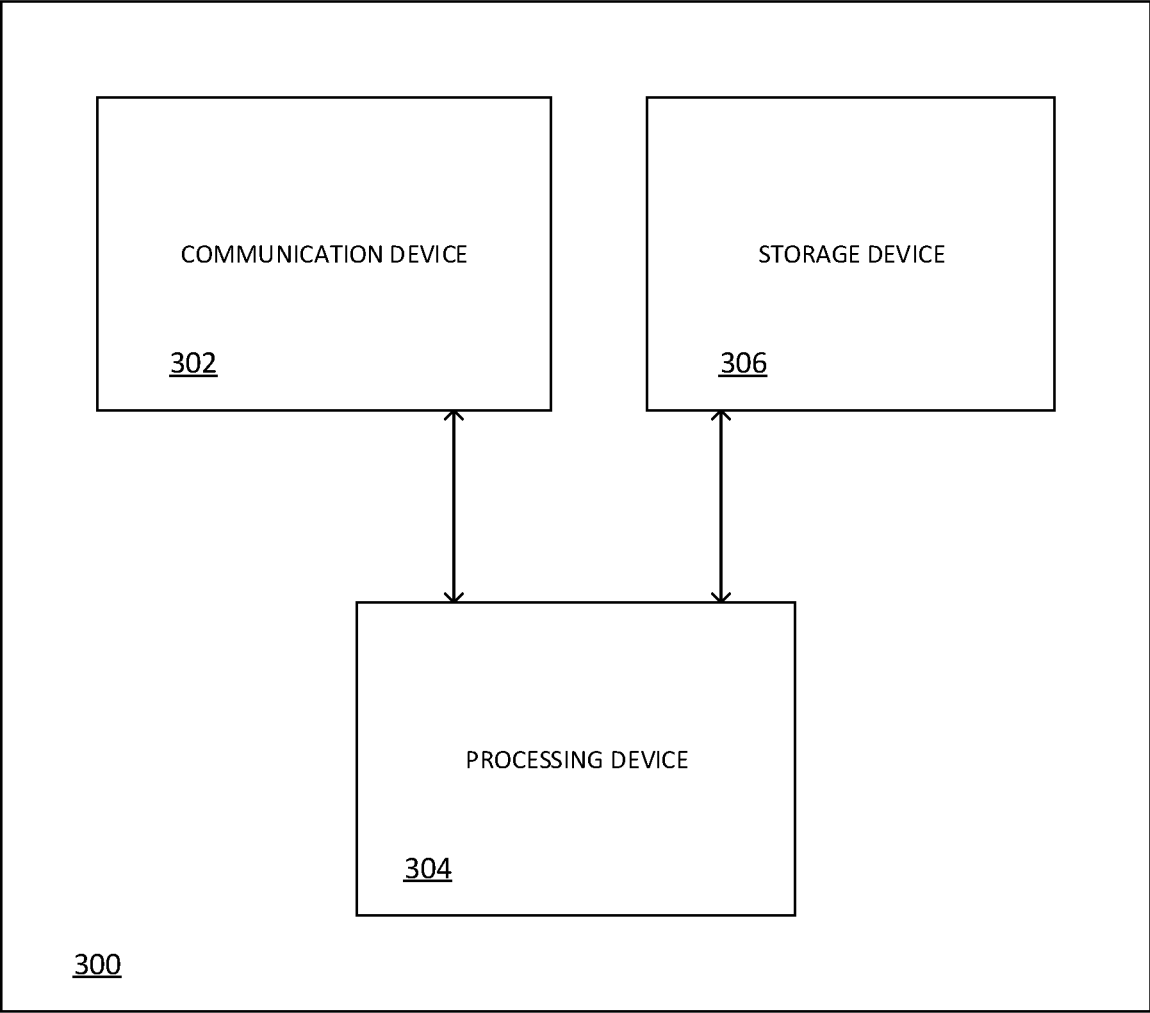 COMMUNICATION DEVICE
302
STORAGE DEVICE
306
PROCESSING DEVICE
304
300